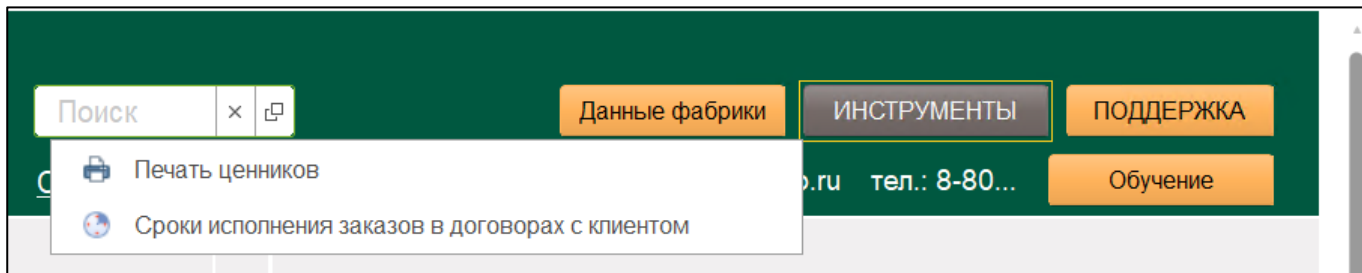 Поиск
Данные фабрики
ИНСТРУМЕНТЫ
ПОДДЕРЖКА
Печать ценников
.ru тел.: 8-80...
Обучение
Сроки исполнения заказов в договорах с клиентом